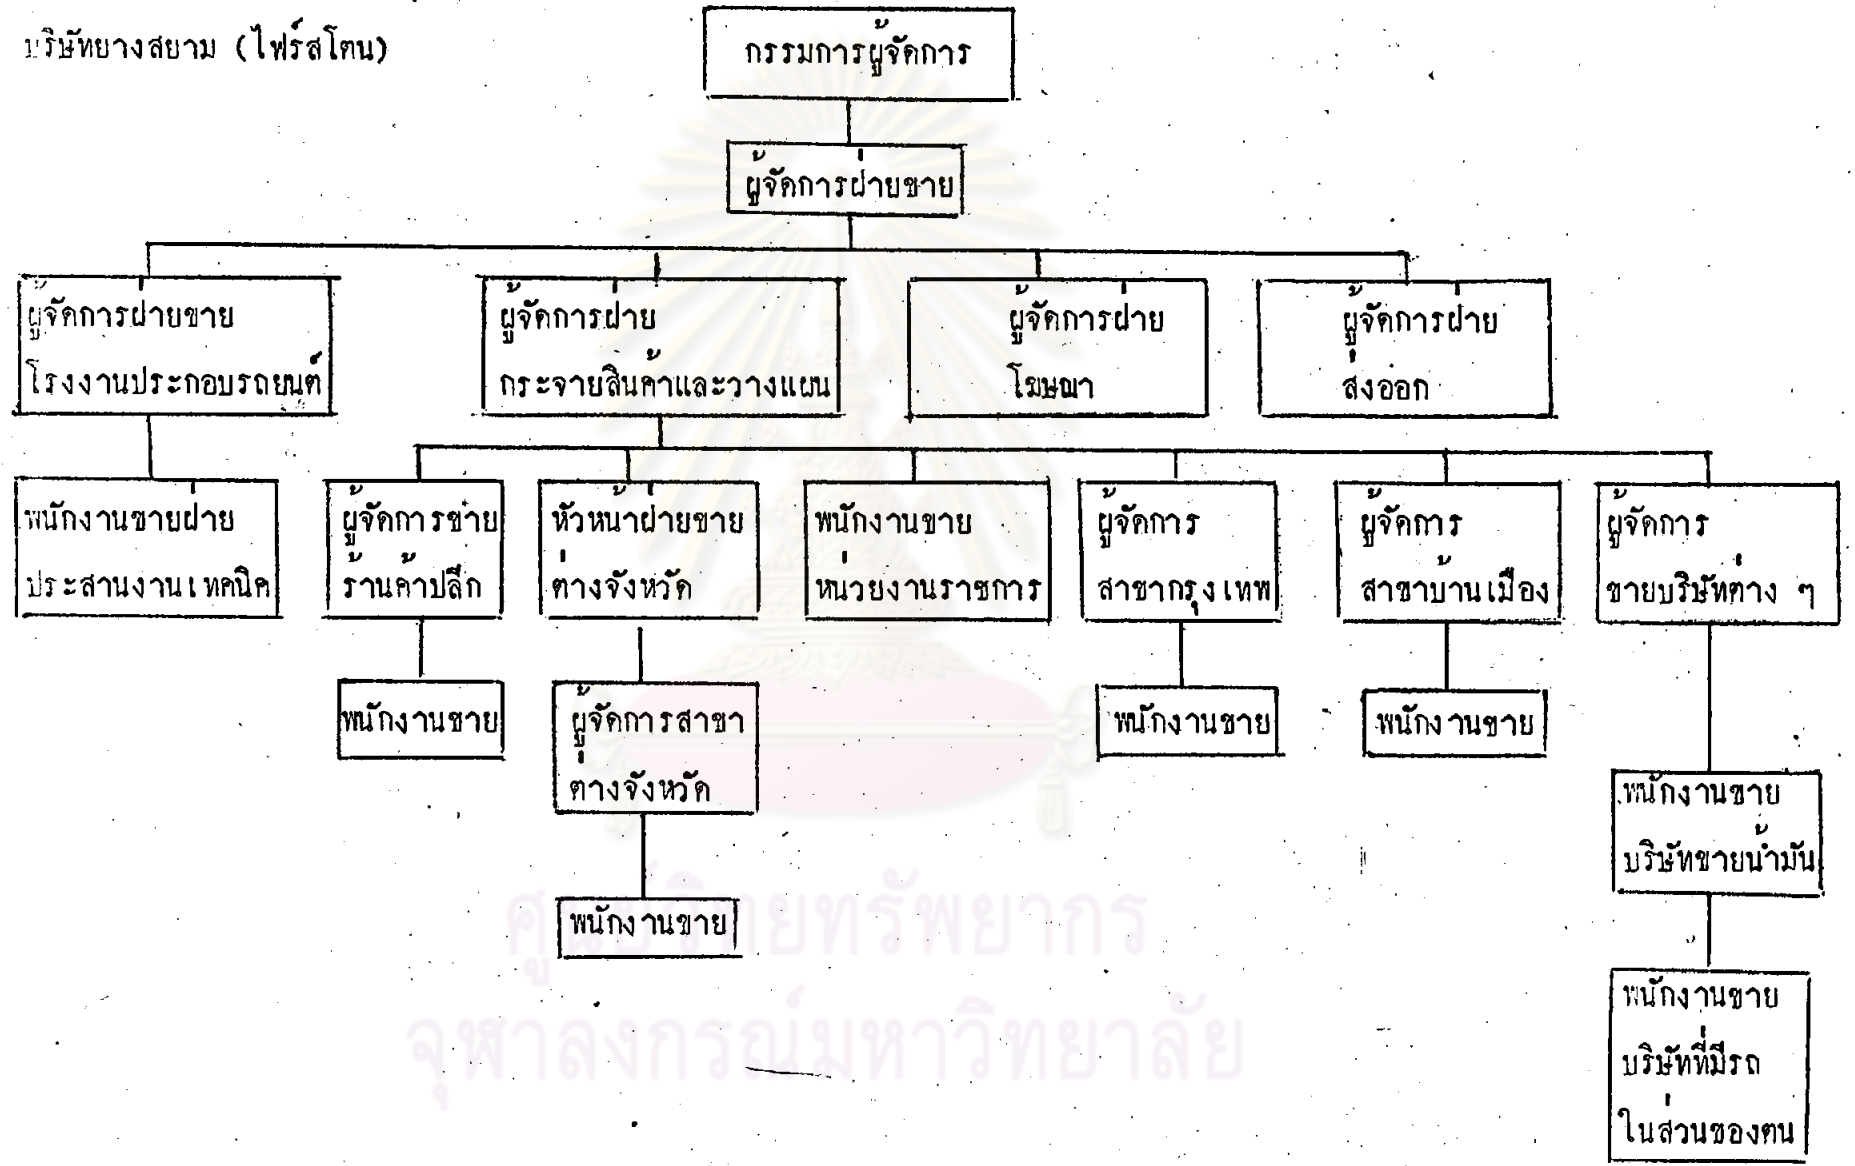 บริษัทยางสยาม (ไฟร์สโตน)
กรรมการผู้จัดการ
ผู้จัดการฝ่ายขาย
ผู้จัดการฝ่ายขาย
โรงงานประกอบรถยนต์
ผู้จัดการฝ่าย
กระจายสินค้าและวางแผน
ผู้จัดการฝ่าย
โฆษณา
ผู้จัดการฝ่าย
ส่งออก
พนักงานขายฝ่าย
ประสานงานเทคนิค
ผู้จัดการขาย
ร้านค้าปลีก
หัวหน้าฝ่ายขาย
ต่างจังหวัด
พนักงานขาย
หน่วยงานราชการ
ผู้จัดการ
สาขากรุงเทพ
ผู้จัดการ
สาขาบ้านเมือง
ผู้จัดการ
ขายบริษัทต่าง ๆ
พนักงานขาย
ผู้จัดการสาขา
ต่างจังหวัด
พนักงานขาย
พนักงานขาย
พนักงานขาย
บริษัทขายน้ำมัน
พนักงานขาย
พนักงานขาย
บริษัทที่มีรถ
ในส่วนของตน
ศูนย์วิทยทรัพยากร
จุฬาลงกรณ์มหาวิทยาลัย